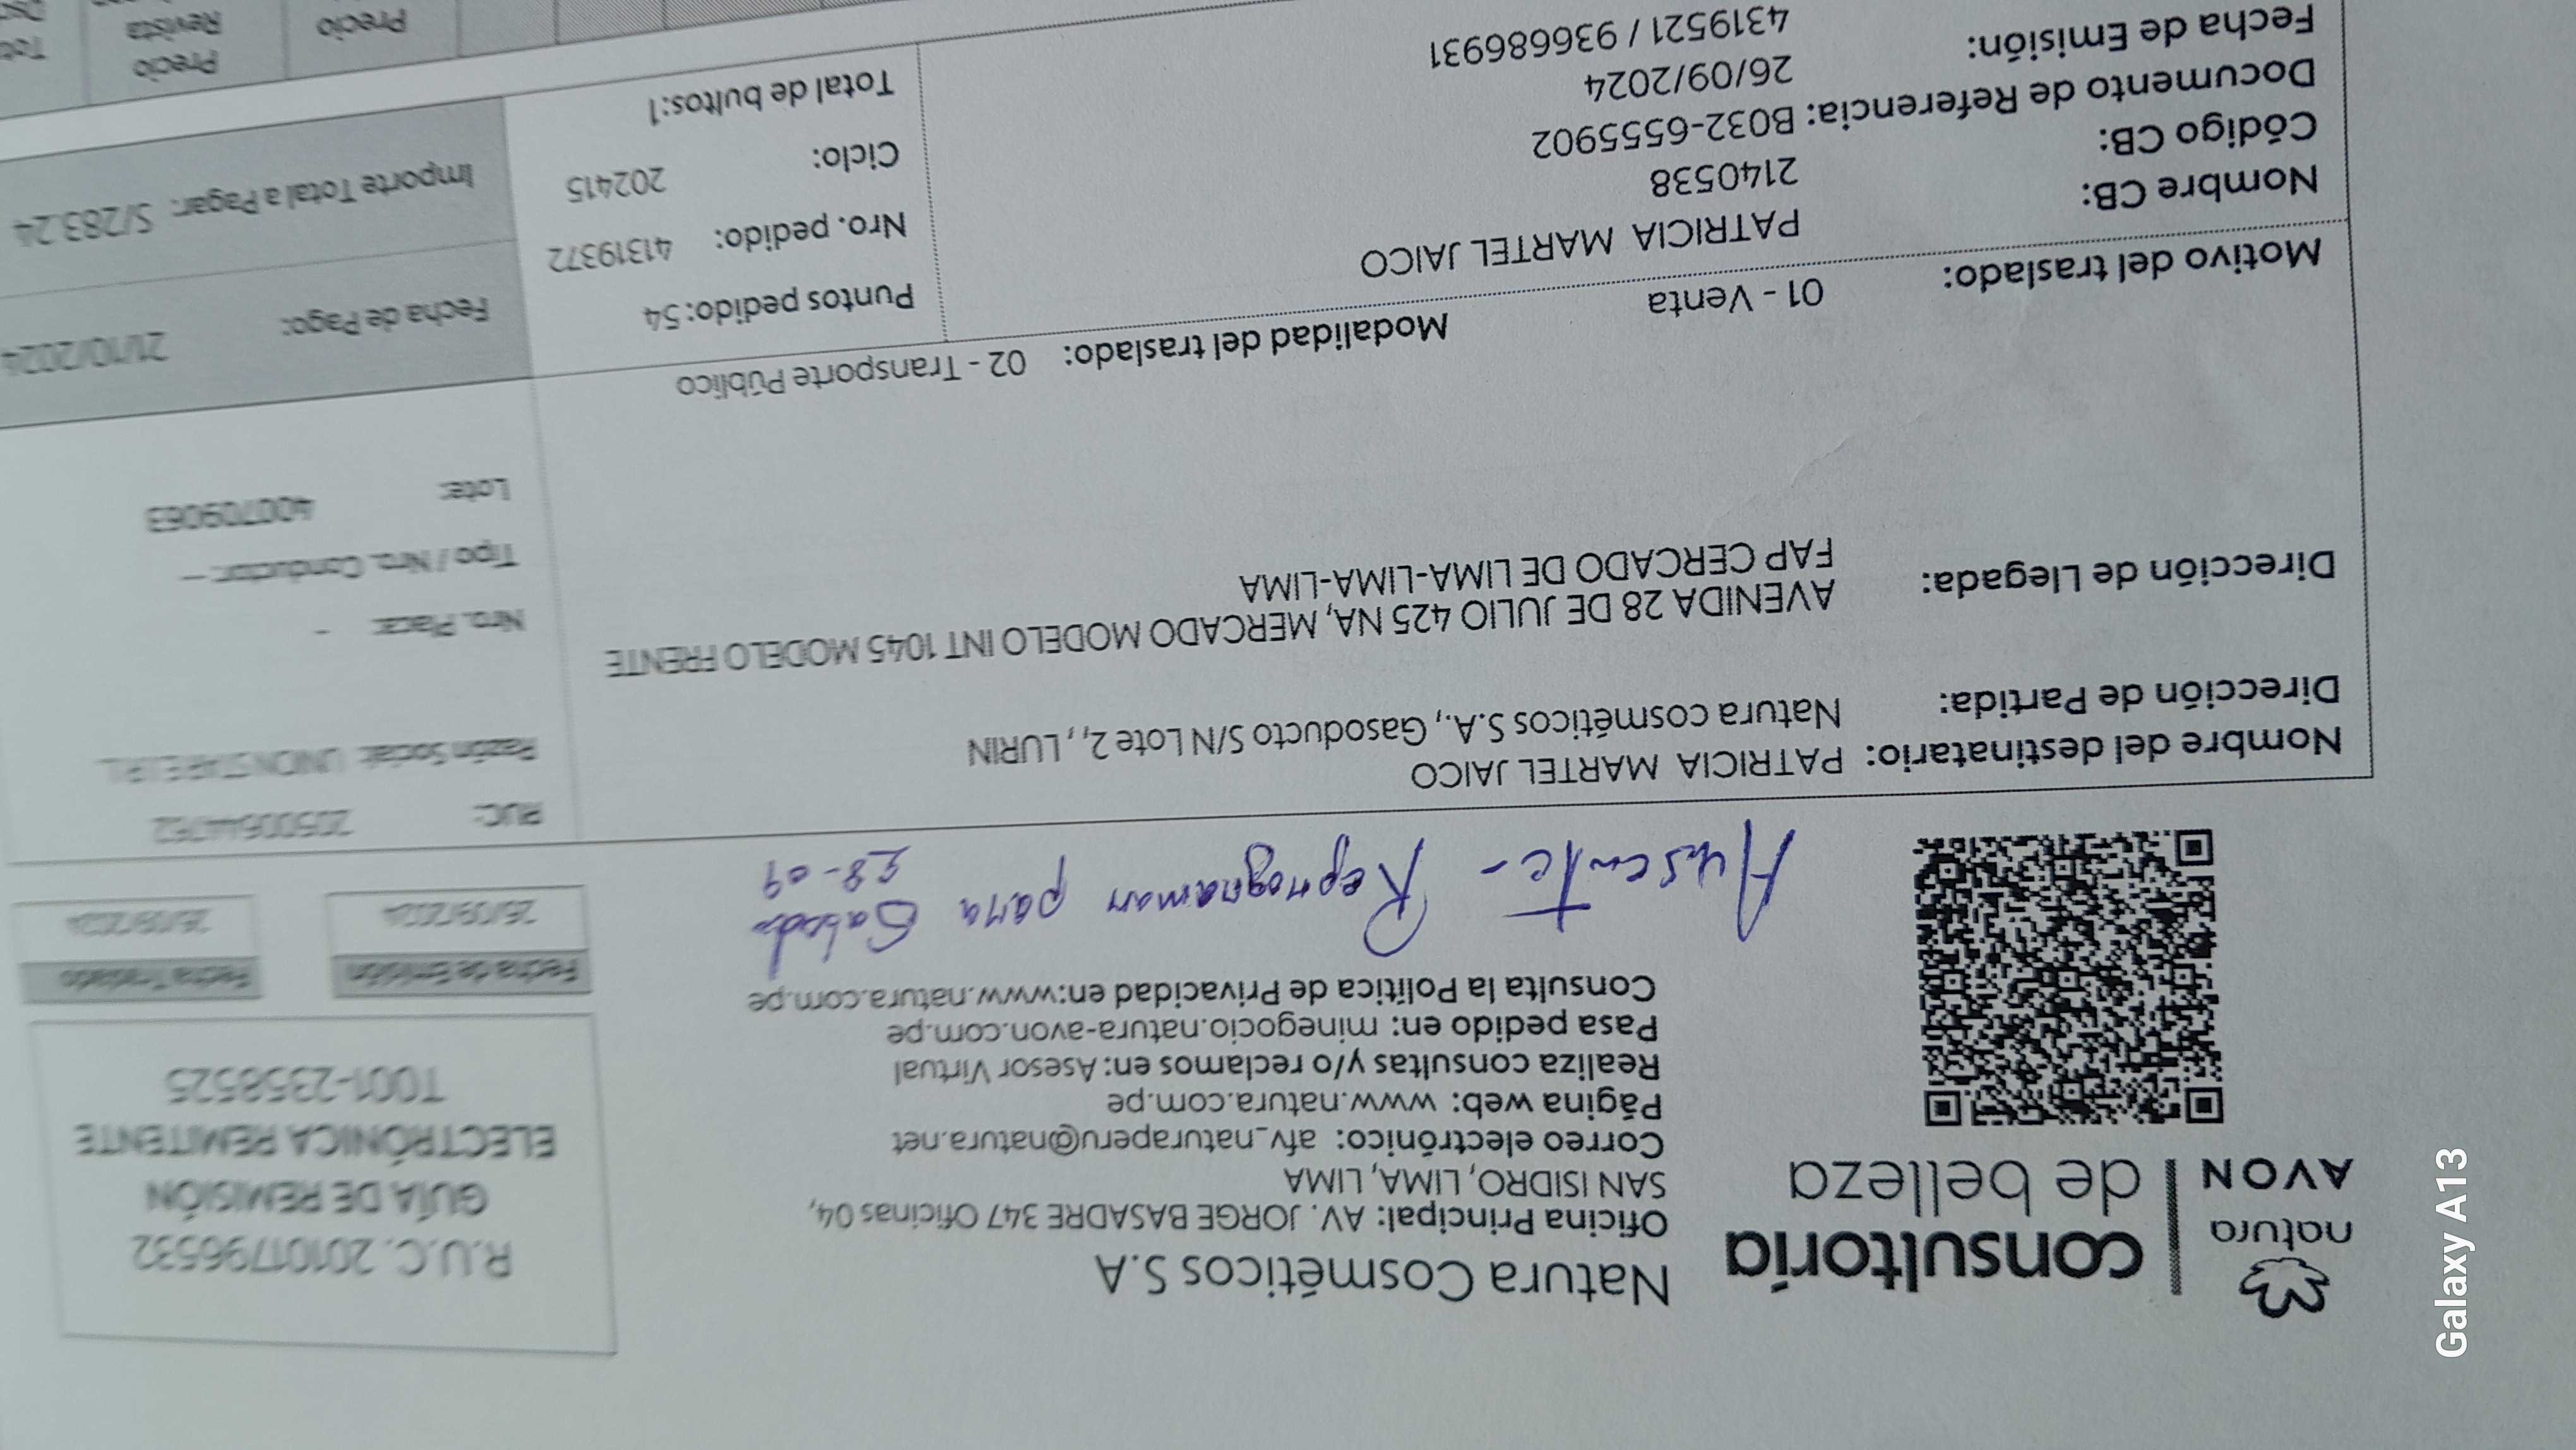 natura
AVON
consultoría
de belleza
Natura Cosméticos S.A
Oficina Principal: AV. JORGE BASADRE 347 Oficinas 04,
SAN ISIDRO, LIMA, LIMA
Correo electrónico: afv_naturaperu@natura.net
Página web: www.natura.com.pe
Realiza consultas y/o reclamos en: Asesor Virtual
Pasa pedido en: minegocio.natura-avon.com.pe
Consulta la Política de Privacidad en:www.natura.com.pe
R.U.C. 20101796532
GUÍA DE REMISIÓN
ELECTRÓNICA REMITENTE
T001-2358525
Fecha de Emisión
26/09/2024
Fecha Traslado
26/09/2024
Ausente - Reprogramar para Sabado
28-09
Nombre del destinatario: PATRICIA MARTEL JAICO
Dirección de Partida: Natura cosméticos S.A., Gasoducto S/N Lote 2, , LURIN
Dirección de Llegada: AVENIDA 28 DE JULIO 425 NA, MERCADO MODELO INT 1045 MODELO FRENTE
FAP CERCADO DE LIMA-LIMA-LIMA
RUC: 20500644762
Razón Social: UNION STAR E.I.R.L.
Nro. Placa: -
Tipo / Nro. Conductor: --
Lote: 400709063
Motivo del traslado: 01 - Venta
Modalidad del traslado: 02 - Transporte Público
Nombre CB: PATRICIA MARTEL JAICO
Código CB: 2140538
Documento de Referencia: B032-6555902
Fecha de Emisión: 26/09/2024
4319521 / 936686931
Puntos pedido: 54
Nro. pedido: 41319372
Ciclo: 202415
Total de bultos:1
Fecha de Pago: 21/10/2024
Importe Total a Pagar: S/283.24
Precio
Precio
Revista
Galaxy A13